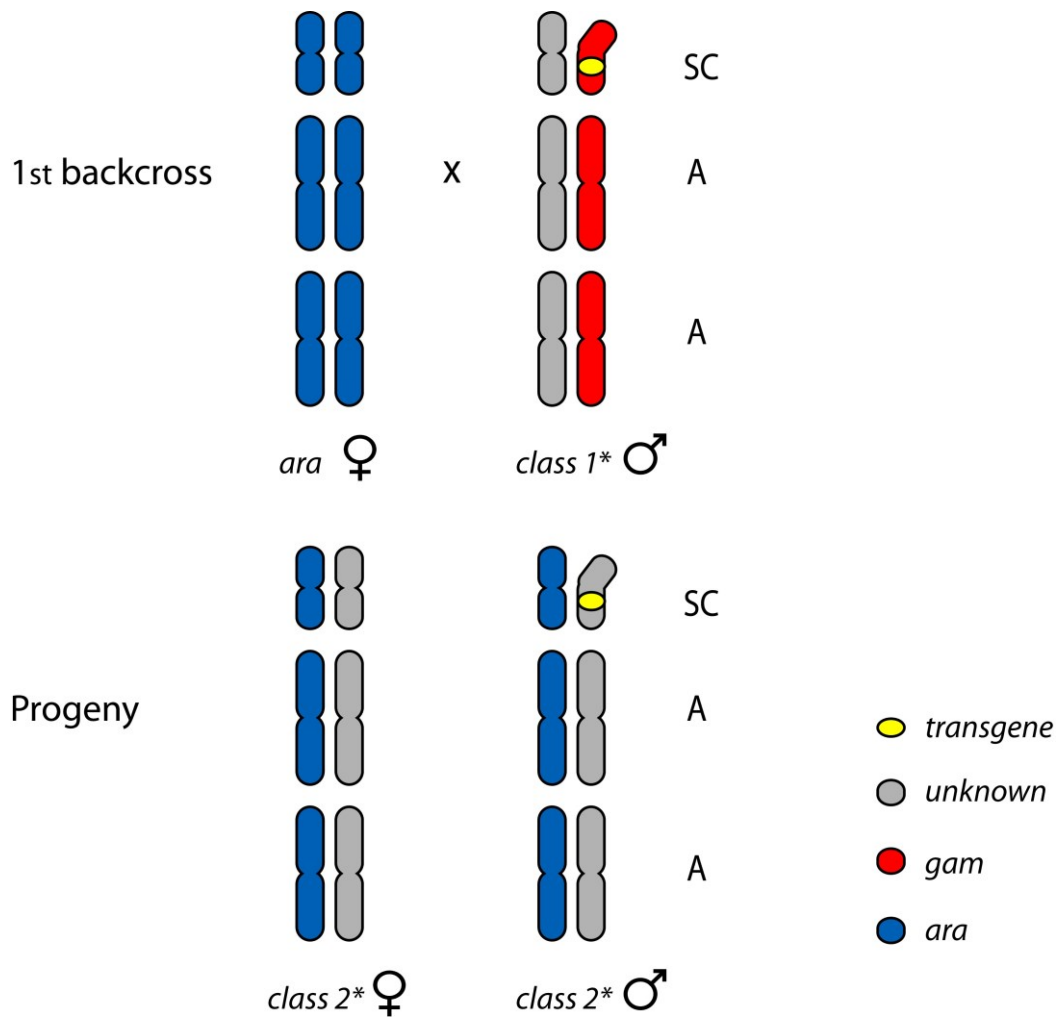 SC
1st backcross
x
A
A
ara ♀
class 1* ♂
SC
Progeny
A
transgene
unknown
A
gam
ara
class 2* ♀
class 2* ♂